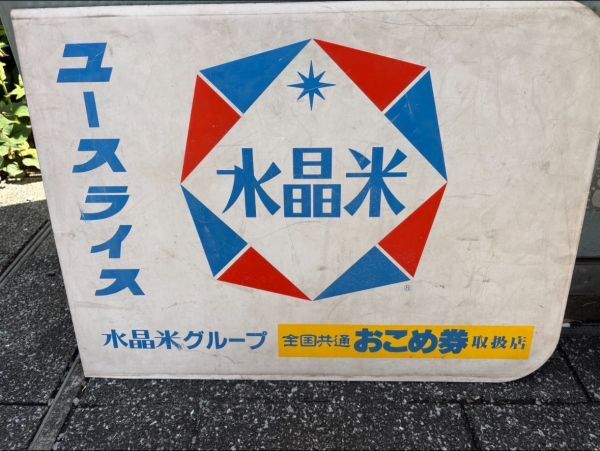 ユースライス
水晶米
®
水晶米グループ
全国共通おこめ券取扱店